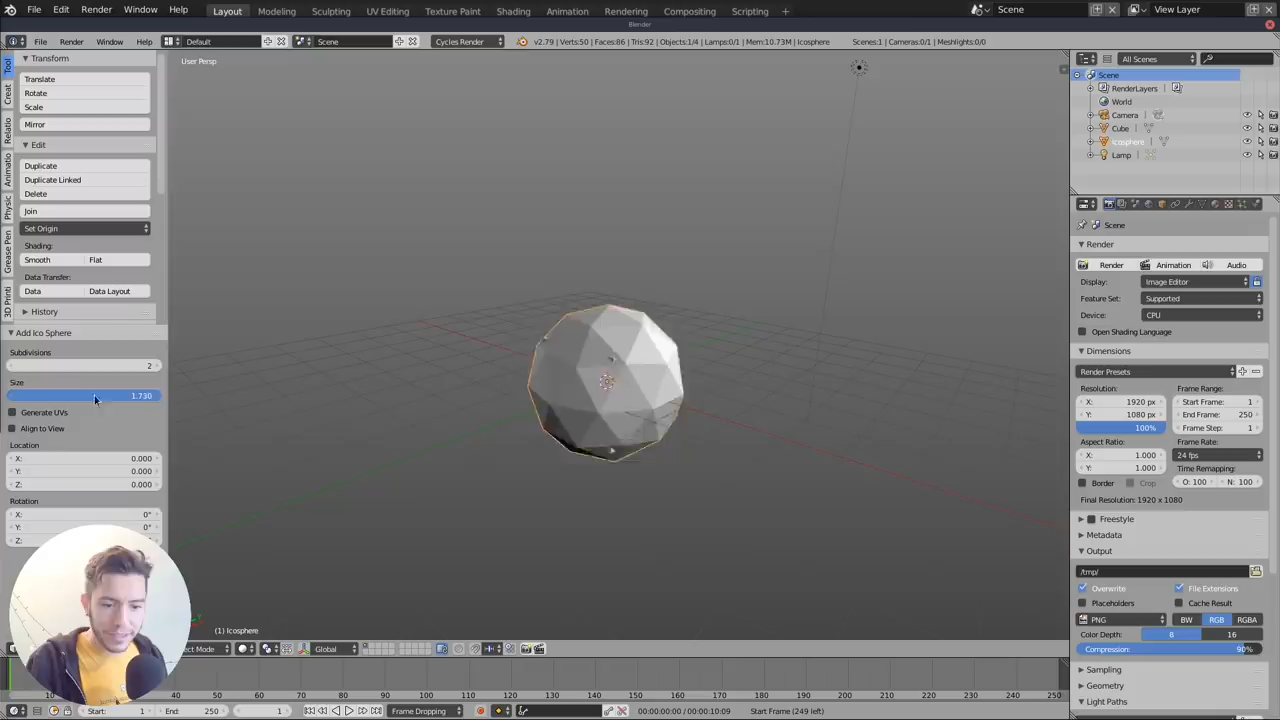 File Edit Render Window Help Layout Modeling Sculpting UV Editing Texture Paint Shading Animation Rendering Compositing Scripting + Scene View Layer
Blender
File Render Window Help Default Scene Cycles Render v2.79 | Verts:50 | Faces:86 | Tris:92 | Objects:1/4 | Lamps:0/1 | Mem:10.73M | Icosphere Scenes:1 | Cameras:0/1 | Meshlights:0/0
Tool
Creat
Relatio
Animatio
Physic
Grease Pen
3D Printi
Transform
Translate
Rotate
Scale
Mirror
Edit
Duplicate
Duplicate Linked
Delete
Join
Set Origin
Shading:
Smooth Flat
Data Transfer:
Data Data Layout
History
Add Ico Sphere
Subdivisions
2
Size
1.730
Generate UVs
Align to View
Location
X: 0.000
Y: 0.000
Z: 0.000
Rotation
X: 0°
Y: 0°
Z:
User Persp
(1) Icosphere
All Scenes
Scene
RenderLayers
World
Camera
Cube
Icosphere
Lamp
Scene
Render
Render Animation Audio
Display: Image Editor
Feature Set: Supported
Device: CPU
Open Shading Language
Dimensions
Render Presets
Resolution: Frame Range:
X: 1920 px Start Frame: 1
Y: 1080 px End Frame: 250
100% Frame Step: 1
Aspect Ratio: Frame Rate:
X: 1.000 24 fps
Y: 1.000 Time Remapping:
Border Crop O: 100 N: 100
Final Resolution: 1920 x 1080
Freestyle
Metadata
Output
/tmp/
Overwrite File Extensions
Placeholders Cache Result
PNG BW RGB RGBA
Color Depth: 8 16
Compression: 90%
Sampling
Geometry
Light Paths
ect Mode Global
10 40 50 60 70 80 90 100 110 120 130 140 150 160 170 180 190 200 210 220 230 240 250
Start: 1 End: 250 1 Frame Dropping 00:00:00:00 / 00:00:10:09 Start Frame (249 left)